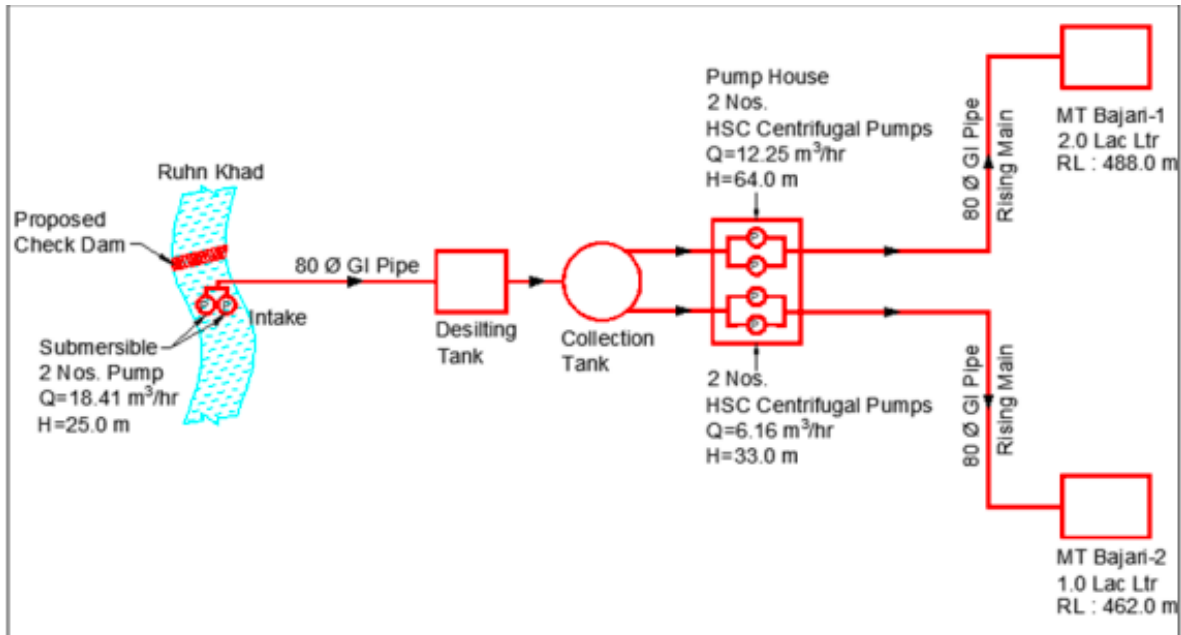 Ruhn Khad
Proposed
Check Dam
80 Ø GI Pipe
P
P
Intake
Submersible
2 Nos. Pump
Q=18.41 m³/hr
H=25.0 m
Desilting
Tank
Collection
Tank
Pump House
2 Nos.
HSC Centrifugal Pumps
Q=12.25 m³/hr
H=64.0 m
P
P
P
P
2 Nos.
HSC Centrifugal Pumps
Q=6.16 m³/hr
H=33.0 m
80 Ø GI Pipe
Rising Main
MT Bajari-1
2.0 Lac Ltr
RL : 488.0 m
80 Ø GI Pipe
Rising Main
MT Bajari-2
1.0 Lac Ltr
RL : 462.0 m